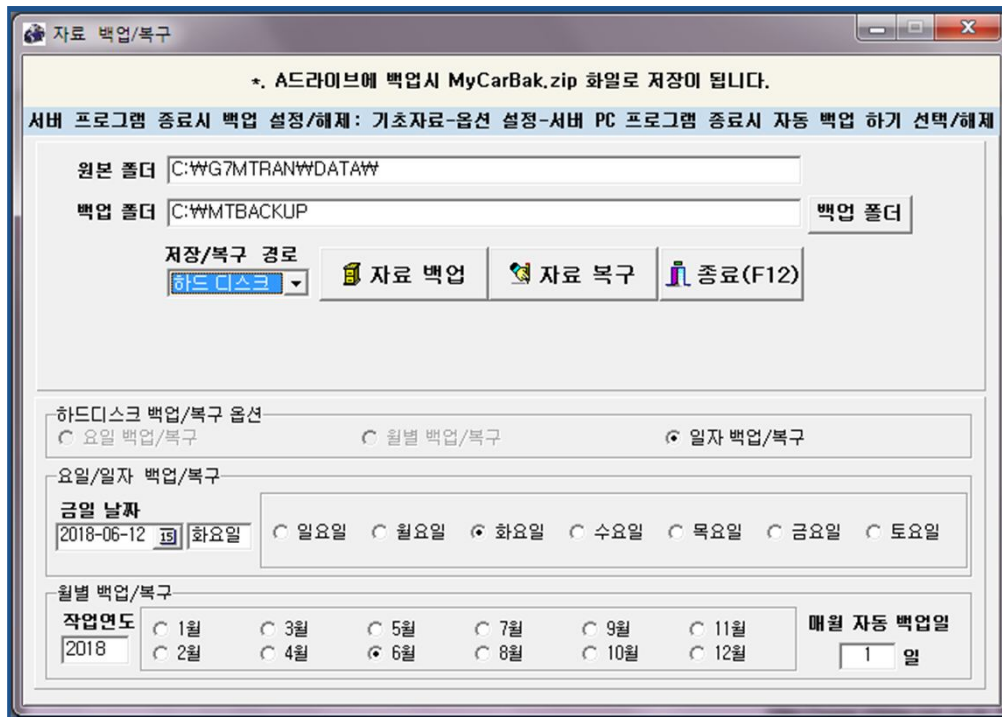 자료 백업/복구
*. A드라이브에 백업시 MyCarBak.zip 화일로 저장이 됩니다.
서버 프로그램 종료시 백업 설정/해제: 기초자료-옵션 설정-서버 PC 프로그램 종료시 자동 백업 하기 선택/해제
원본 폴더 C:₩G7MTRAN₩DATA₩
백업 폴더 C:₩MTBACKUP 백업 폴더
저장/복구 경로
하드 디스크 자료 백업 자료 복구 종료(F12)
하드디스크 백업/복구 옵션
요일 백업/복구 월별 백업/복구 일자 백업/복구
요일/일자 백업/복구
금일 날짜
2018-06-12 15 화요일 일요일 월요일 화요일 수요일 목요일 금요일 토요일
월별 백업/복구
작업연도 1월 3월 5월 7월 9월 11월 매월 자동 백업일
2018 2월 4월 6월 8월 10월 12월 1 일